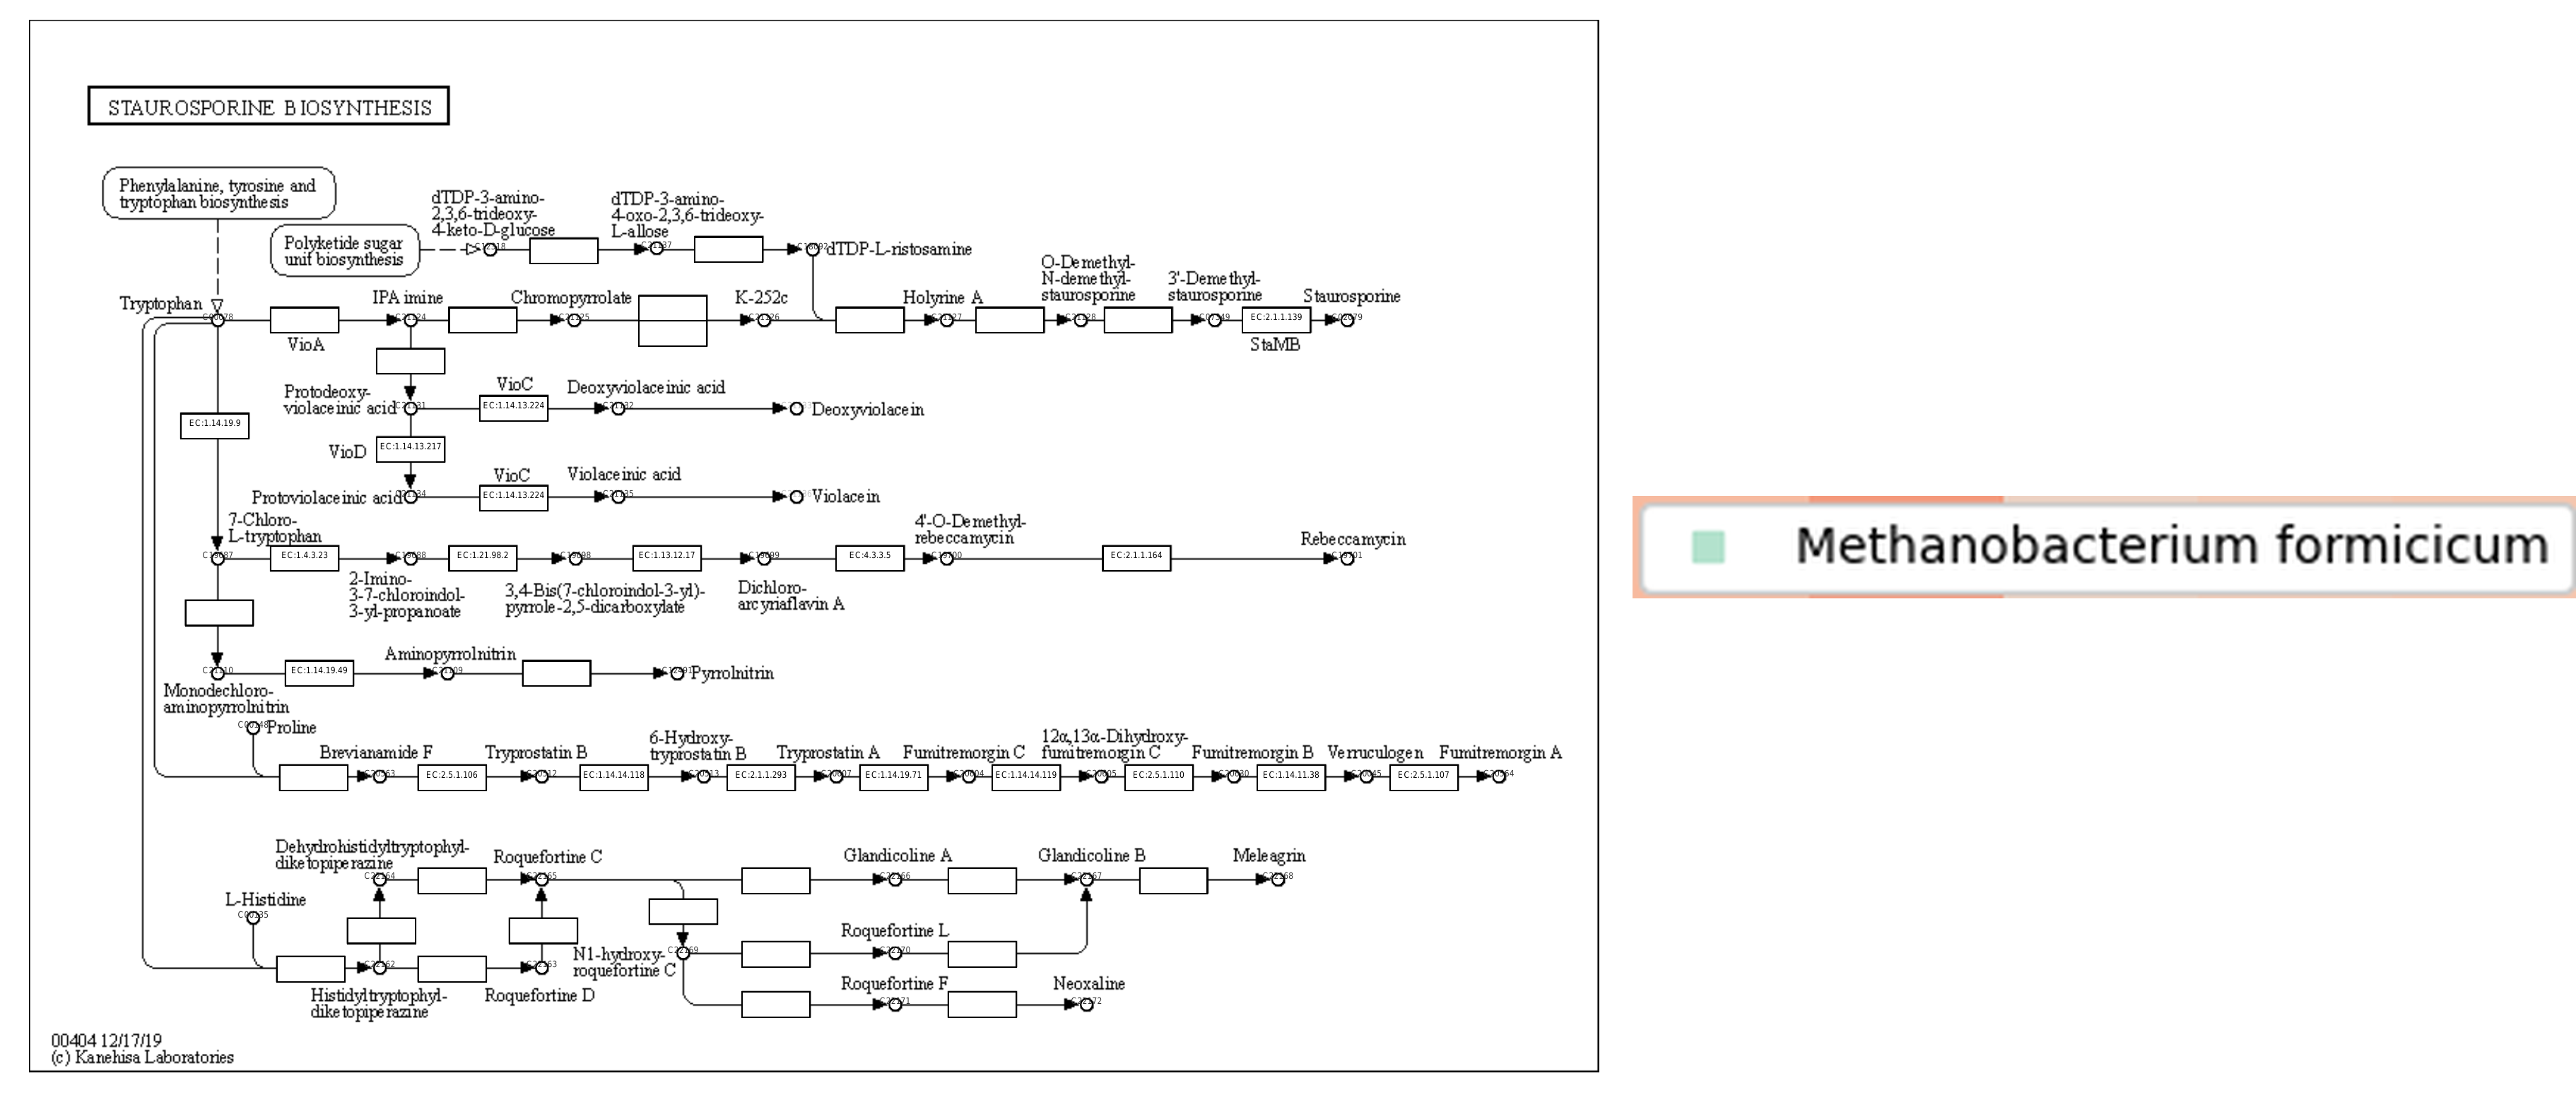 STAUROSPORINE BIOSYNTHESIS
Phenylalanine, tyrosine and
tryptophan biosynthesis
Polyketide sugar
unit biosynthesis
dTDP-3-amino-
2,3,6-trideoxy-
4-keto-D-glucose
dTDP-3-amino-
4-oxo-2,3,6-trideoxy-
L-allose
dTDP-L-ristosamine
Tryptophan
IPA imine
Chromopyrrolate
K-252c
Holyrine A
O-Demethyl-
N-demethyl-
staurosporine
3'-Demethyl-
staurosporine
Staurosporine
VioA
EC:2.1.1.139
StaMB
Protodeoxy-
violaceinic acid
VioC
EC:1.14.13.224
Deoxyviolaceinic acid
Deoxyviolacein
EC:1.14.19.9
VioD
EC:1.14.13.217
Protoviolaceinic acid
VioC
EC:1.14.13.224
Violaceinic acid
Violacein
7-Chloro-
L-tryptophan
EC:1.4.3.23
2-Imino-
3-7-chloroindol-
3-yl-propanoate
EC:1.21.98.2
3,4-Bis(7-chloroindol-3-yl)-
pyrrole-2,5-dicarboxylate
EC:1.13.12.17
Dichloro-
arcyriaflavin A
EC:4.3.3.5
4'-O-Demethyl-
rebeccamycin
EC:2.1.1.164
Rebeccamycin
Monodechloro-
aminopyrrolnitrin
EC:1.14.19.49
Aminopyrrolnitrin
Pyrrolnitrin
Proline
Brevianamide F
EC:2.5.1.106
Tryprostatin B
EC:1.14.14.118
6-Hydroxy-
tryprostatin B
EC:2.1.1.293
Tryprostatin A
EC:1.14.19.71
Fumitremorgin C
EC:1.14.14.119
12α,13α-Dihydroxy-
fumitremorgin C
EC:2.5.1.110
Fumitremorgin B
EC:1.14.11.38
Verruculogen
EC:2.5.1.107
Fumitremorgin A
Dehydrohistidyltryptophyl-
diketopiperazine
Roquefortine C
Glandicoline A
Glandicoline B
Meleagrin
L-Histidine
Histidyltryptophyl-
diketopiperazine
Roquefortine D
N1-hydroxy-
roquefortine C
Roquefortine L
Roquefortine F
Neoxaline
00404 12/17/19
(c) Kanehisa Laboratories
Methanobacterium formicicum